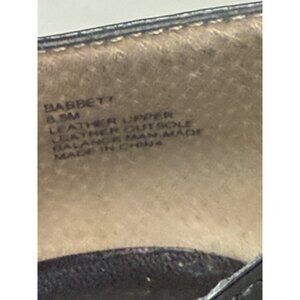 BABBETT
8.5M
LEATHER UPPER
LEATHER OUTSOLE
BALANCE MAN-MADE
MADE IN CHINA